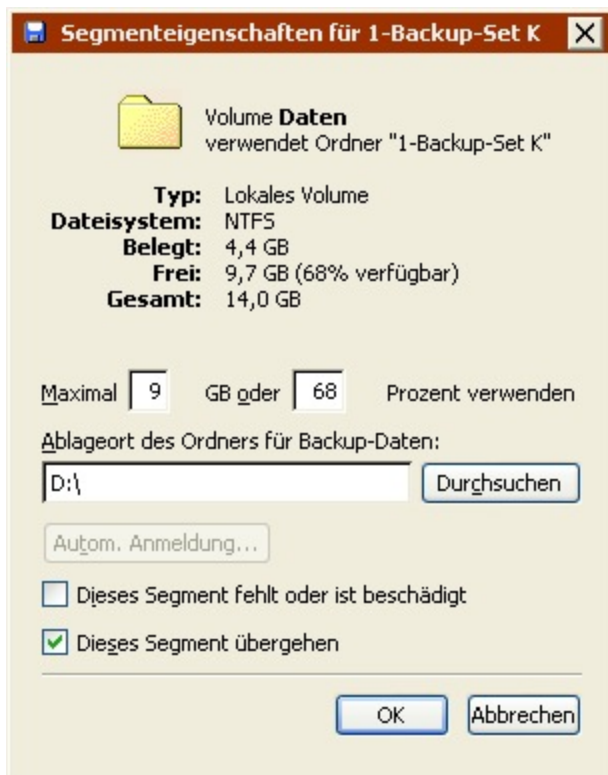 Segmenteigenschaften für 1-Backup-Set K
Volume Daten
verwendet Ordner "1-Backup-Set K"
Typ: Lokales Volume
Dateisystem: NTFS
Belegt: 4,4 GB
Frei: 9,7 GB (68% verfügbar)
Gesamt: 14,0 GB
Maximal 9 GB oder 68 Prozent verwenden
Ablageort des Ordners für Backup-Daten:
D:\ Durchsuchen
Autom. Anmeldung...
Dieses Segment fehlt oder ist beschädigt
Dieses Segment übergehen
OK Abbrechen